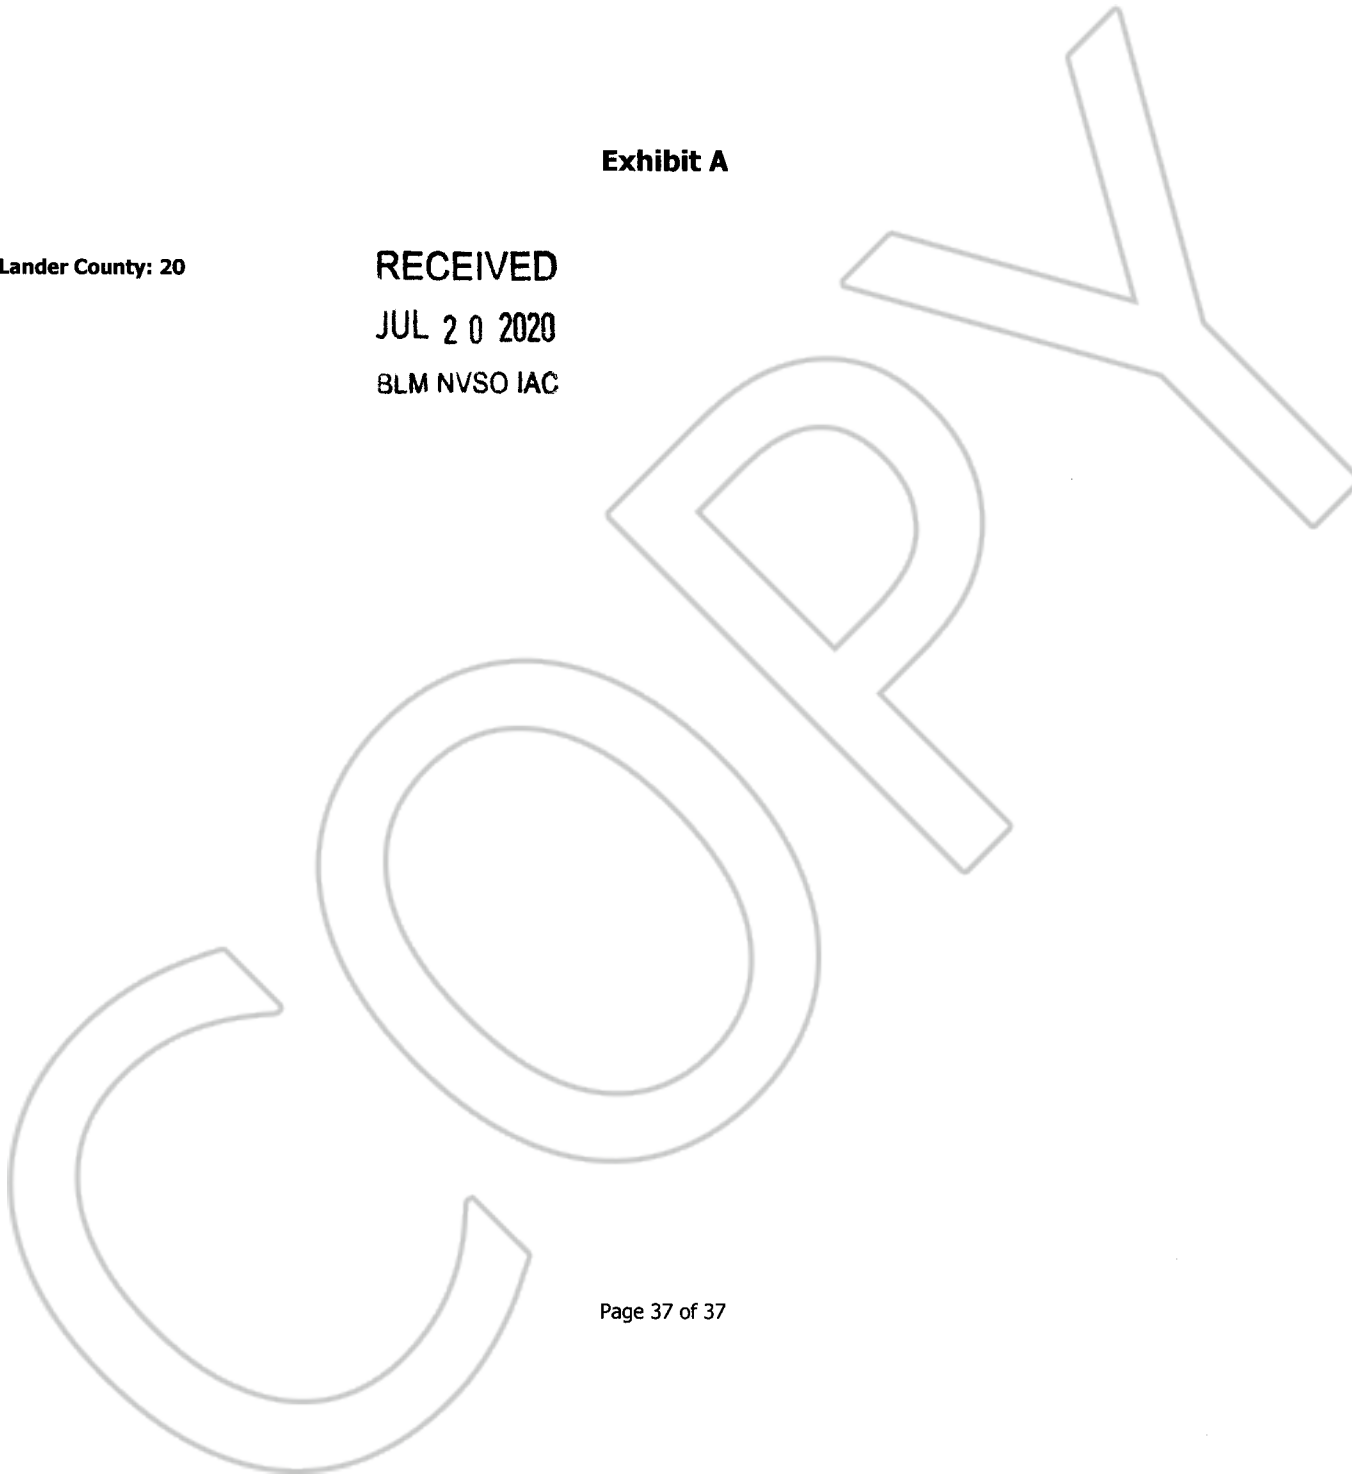 Exhibit A
Lander County: 20
RECEIVED
JUL 20 2020
BLM NVSO IAC
COPY
Page 37 of 37